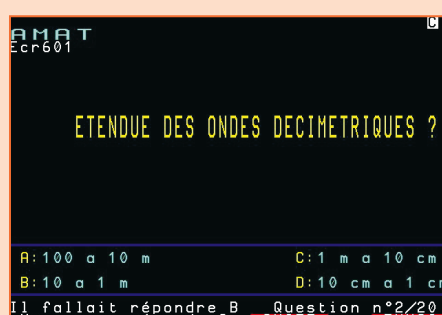 C
AMAT
Ecr601
ETENDUE DES ONDES DECIMETRIQUES ?
A:100 a 10 m
C:1 m a 10 cm
B:10 a 1 m
D:10 cm a 1 cm
Il fallait répondre B Question n°2/20